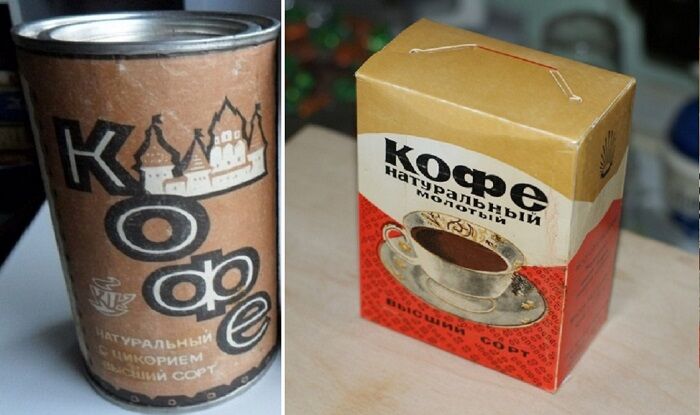 Кофе
НАТУРАЛЬНЫЙ
С ЦИКОРИЕМ
ВЫСШИЙ СОРТ
кофе
натуральный
молотый
ВЫСШИЙ СОРТ